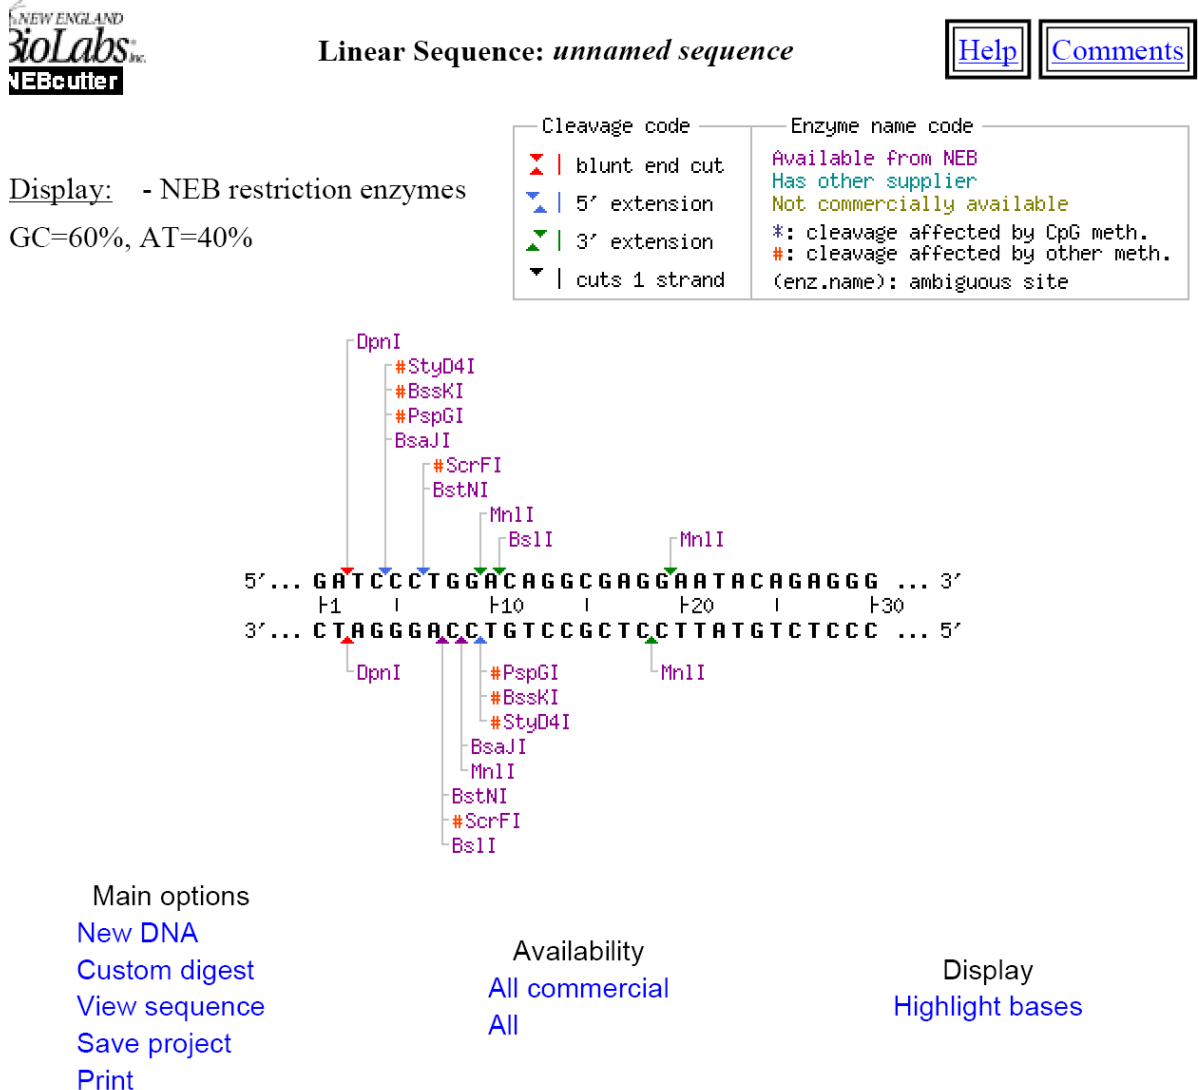 NEW ENGLAND
BioLabs Inc.
NEBcutter
Linear Sequence: unnamed sequence
Help
Comments
Display: - NEB restriction enzymes
GC=60%, AT=40%
Cleavage code
blunt end cut
5′ extension
3′ extension
cuts 1 strand
Enzyme name code
Available from NEB
Has other supplier
Not commercially available
*: cleavage affected by CpG meth.
#: cleavage affected by other meth.
(enz.name): ambiguous site
DpnI
#StyD4I
#BssKI
#PspGI
BsaJI
#ScrFI
BstNI
MnlI
BslI MnlI
5′... GATCCCTGGACAGGCGAGGAATACAGAGGG ... 3′
1 10 20 30
3′... CTAGGGACCTGTCCGCTCCTTATGTCTCCC ... 5′
DpnI #PspGI MnlI
#BssKI
#StyD4I
BsaJI
MnlI
BstNI
#ScrFI
BslI
Main options
New DNA
Custom digest
View sequence
Save project
Print
Availability
All commercial
All
Display
Highlight bases